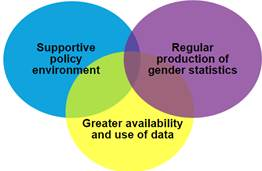 Supportive
policy
environment
Regular
production of
gender statistics
Greater availability
and use of data